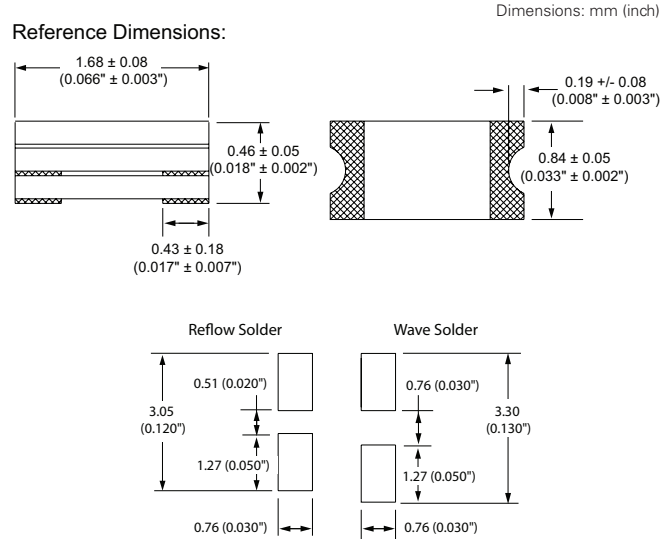 Dimensions: mm (inch)
Reference Dimensions:
1.68 ± 0.08
(0.066" ± 0.003")
0.46 ± 0.05
(0.018" ± 0.002")
0.43 ± 0.18
(0.017" ± 0.007")
0.19 +/- 0.08
(0.008" ± 0.003")
0.84 ± 0.05
(0.033" ± 0.002")
Reflow Solder
3.05
(0.120")
0.51 (0.020")
1.27 (0.050")
0.76 (0.030")
Wave Solder
0.76 (0.030")
3.30
(0.130")
1.27 (0.050")
0.76 (0.030")